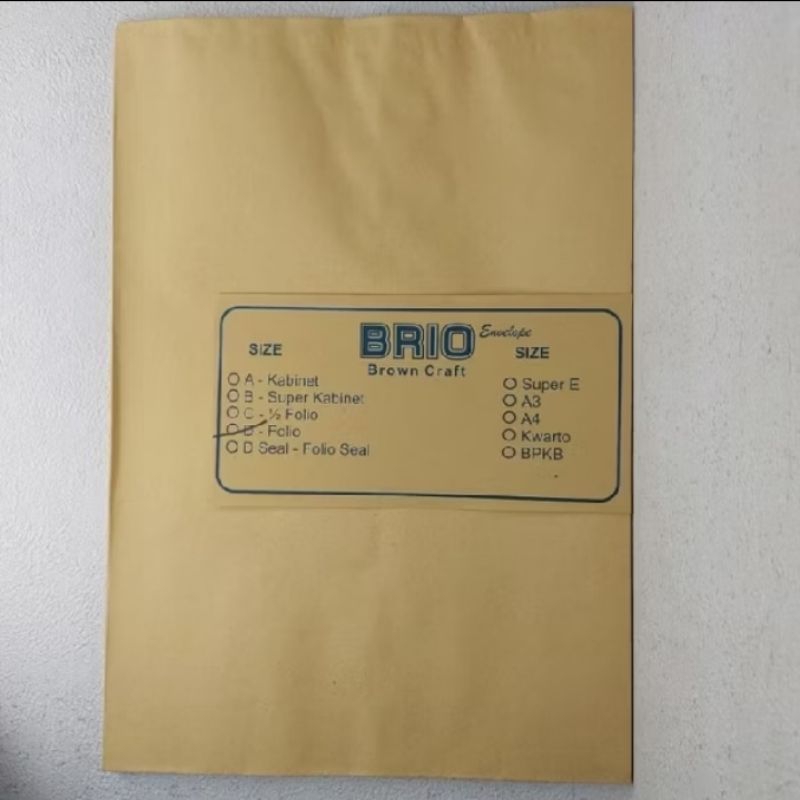 BRIO Envelope
Brown Craft
SIZE
A - Kabinet
B - Super Kabinet
C - ½ Folio
D - Folio
D Seal - Folio Seal
SIZE
Super E
A3
A4
Kwarto
BPKB